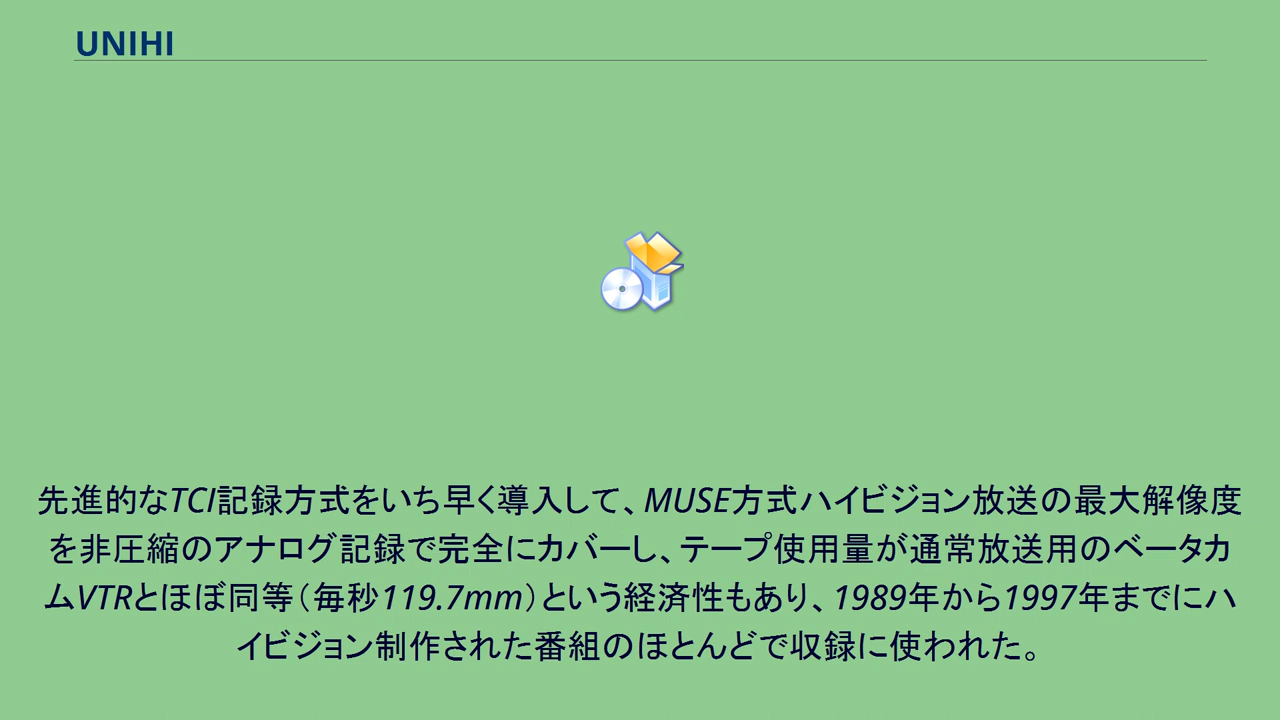 UNIHI
先進的なTCI記録方式をいち早く導入して、MUSE方式ハイビジョン放送の最大解像度
を非圧縮のアナログ記録で完全にカバーし、テープ使用量が通常放送用のベータカ
ムVTRとほぼ同等（毎秒119.7mm）という経済性もあり、1989年から1997年までにハ
イビジョン制作された番組のほとんどで収録に使われた。